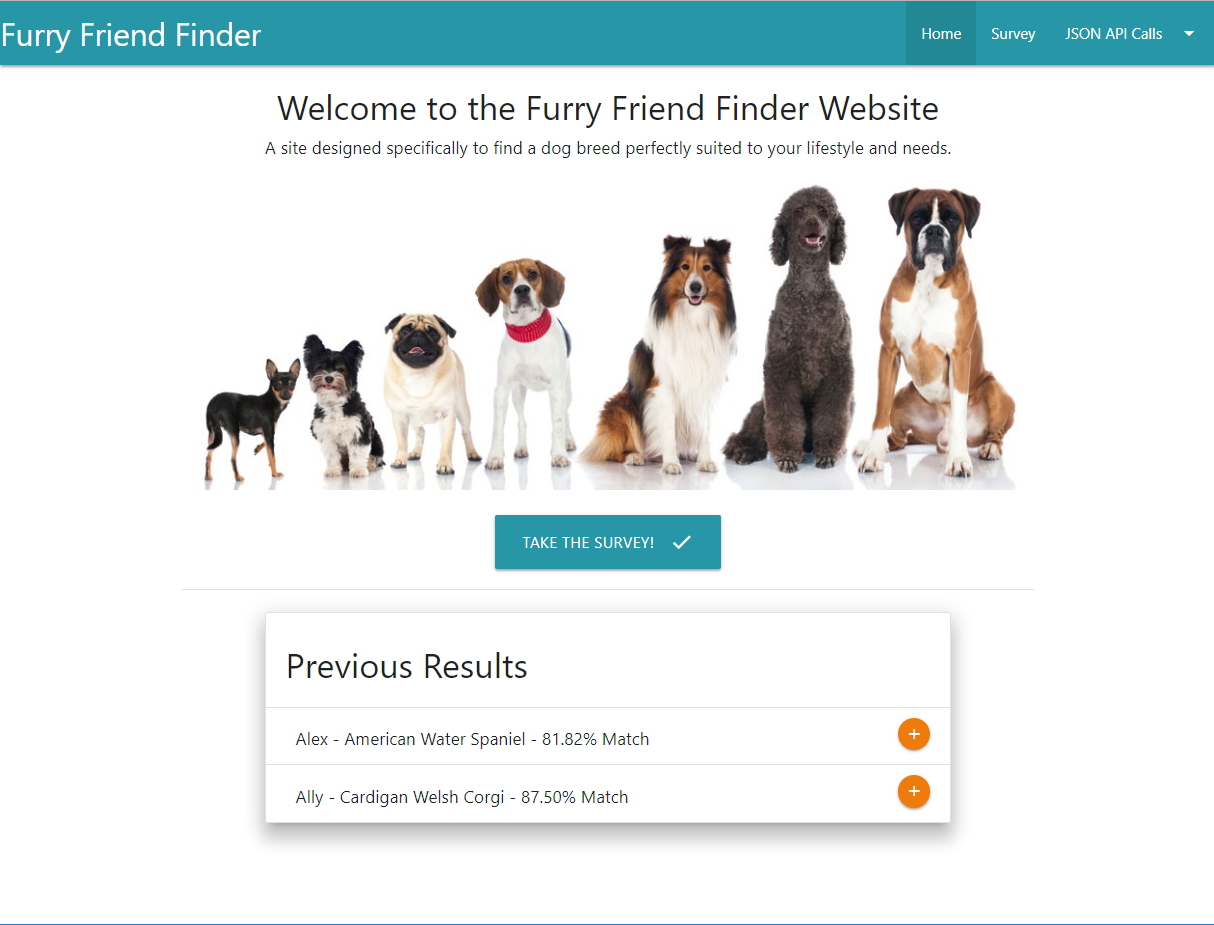 Furry Friend Finder
Home
Survey
JSON API Calls
Welcome to the Furry Friend Finder Website
A site designed specifically to find a dog breed perfectly suited to your lifestyle and needs.
TAKE THE SURVEY!
Previous Results
Alex - American Water Spaniel - 81.82% Match
Ally - Cardigan Welsh Corgi - 87.50% Match